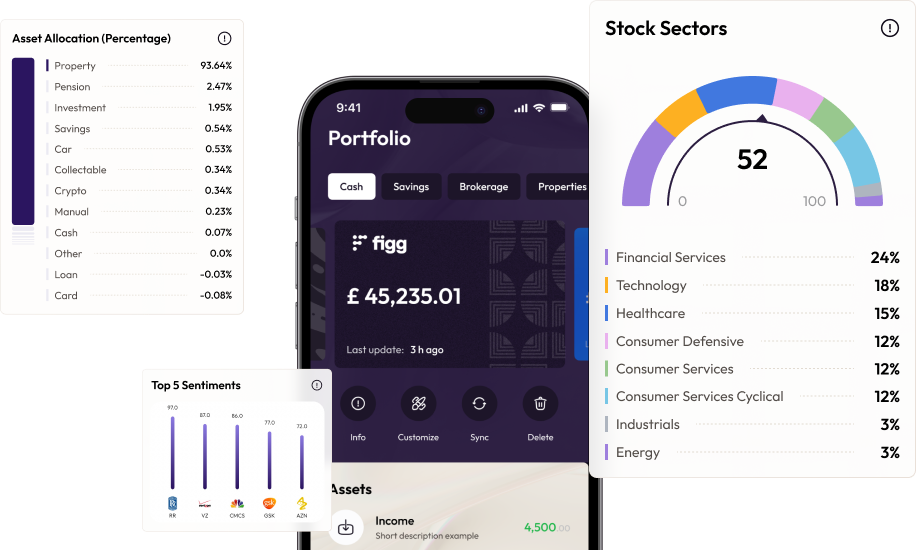 Asset Allocation (Percentage)
Property 93.64%
Pension 2.47%
Investment 1.95%
Savings 0.54%
Car 0.53%
Collectable 0.34%
Crypto 0.34%
Manual 0.23%
Cash 0.07%
Other 0.0%
Loan -0.03%
Card -0.08%
Top 5 Sentiments
97.0 87.0 86.0 77.0 72.0
RR VZ CMCS GSK AZN
9:41
Portfolio
Cash Savings Brokerage Properties
figg
£ 45,235.01
Last update: 3 h ago
Info Customize Sync Delete
Assets
Income
Short description example
4,500.00
Stock Sectors
52
0 100
Financial Services 24%
Technology 18%
Healthcare 15%
Consumer Defensive 12%
Consumer Services 12%
Consumer Services Cyclical 12%
Industrials 3%
Energy 3%